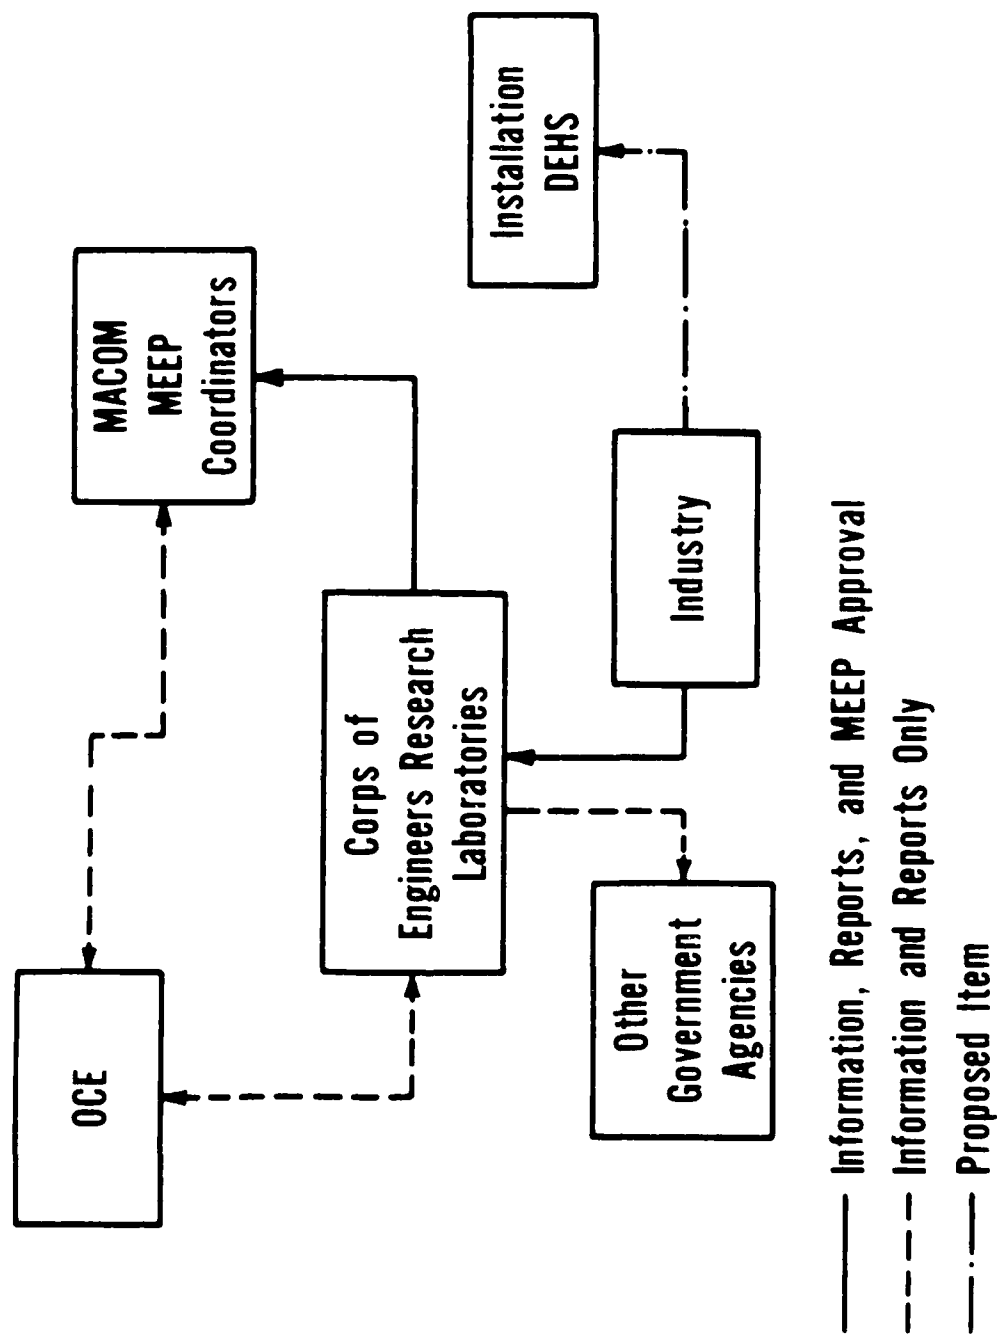 OCE
MACOM
MEEP
Coordinators
Corps of
Engineers Research
Laboratories
Installation
DEHS
Other
Government
Agencies
Industry
Information, Reports, and MEEP Approval
Information and Reports Only
Proposed Item